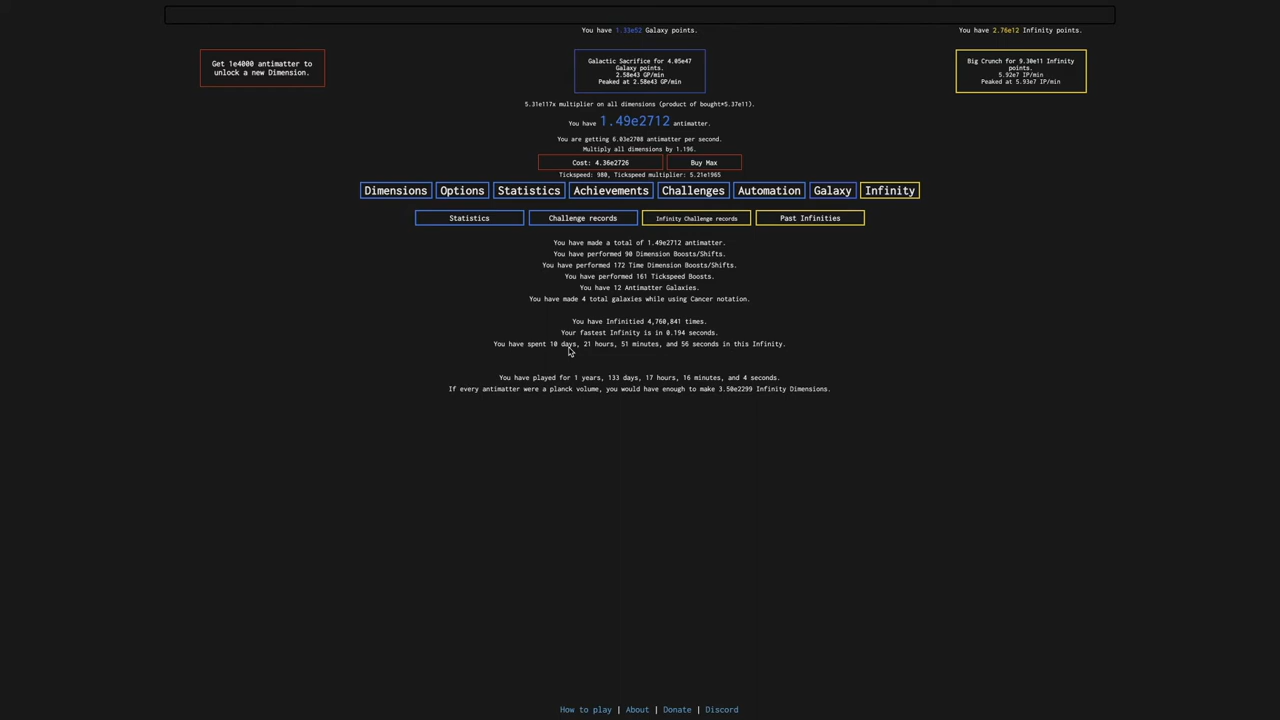 You have 1.33e52 Galaxy points.
You have 2.76e12 Infinity points.
Get 1e4000 antimatter to
unlock a new Dimension.
Galactic Sacrifice for 4.05e47
Galaxy points.
2.58e43 GP/min
Peaked at 2.58e43 GP/min
Big Crunch for 9.30e11 Infinity
points.
5.92e7 IP/min
Peaked at 5.93e7 IP/min
5.31e117x multiplier on all dimensions (product of bought*5.37e11).
You have 1.49e2712 antimatter.
You are getting 6.03e2708 antimatter per second.
Multiply all dimensions by 1.196.
Cost: 4.36e2726
Buy Max
Tickspeed: 980, Tickspeed multiplier: 5.21e1965
Dimensions
Options
Statistics
Achievements
Challenges
Automation
Galaxy
Infinity
Statistics
Challenge records
Infinity Challenge records
Past Infinities
You have made a total of 1.49e2712 antimatter.
You have performed 90 Dimension Boosts/Shifts.
You have performed 172 Time Dimension Boosts/Shifts.
You have performed 161 Tickspeed Boosts.
You have 12 Antimatter Galaxies.
You have made 4 total galaxies while using Cancer notation.
You have Infinitied 4,760,841 times.
Your fastest Infinity is in 0.194 seconds.
You have spent 10 days, 21 hours, 51 minutes, and 56 seconds in this Infinity.
You have played for 1 years, 133 days, 17 hours, 16 minutes, and 4 seconds.
If every antimatter were a planck volume, you would have enough to make 3.50e2299 Infinity Dimensions.
How to play | About | Donate | Discord